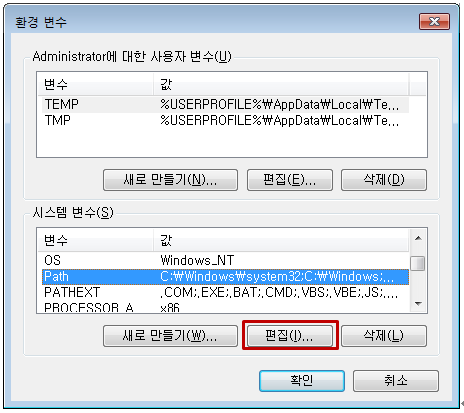 환경 변수
Administrator에 대한 사용자 변수(U)
변수 값
TEMP %USERPROFILE%₩AppData₩Local₩Te...
TMP %USERPROFILE%₩AppData₩Local₩Te...
새로 만들기(N)... 편집(E)... 삭제(D)
시스템 변수(S)
변수 값
OS Windows_NT
Path C:₩Windows₩system32;C:₩Windows;...
PATHEXT .COM;.EXE;.BAT;.CMD;.VBS;.VBE;.JS;....
PROCESSOR_A... x86
새로 만들기(W)... 편집(I)... 삭제(L)
확인 취소